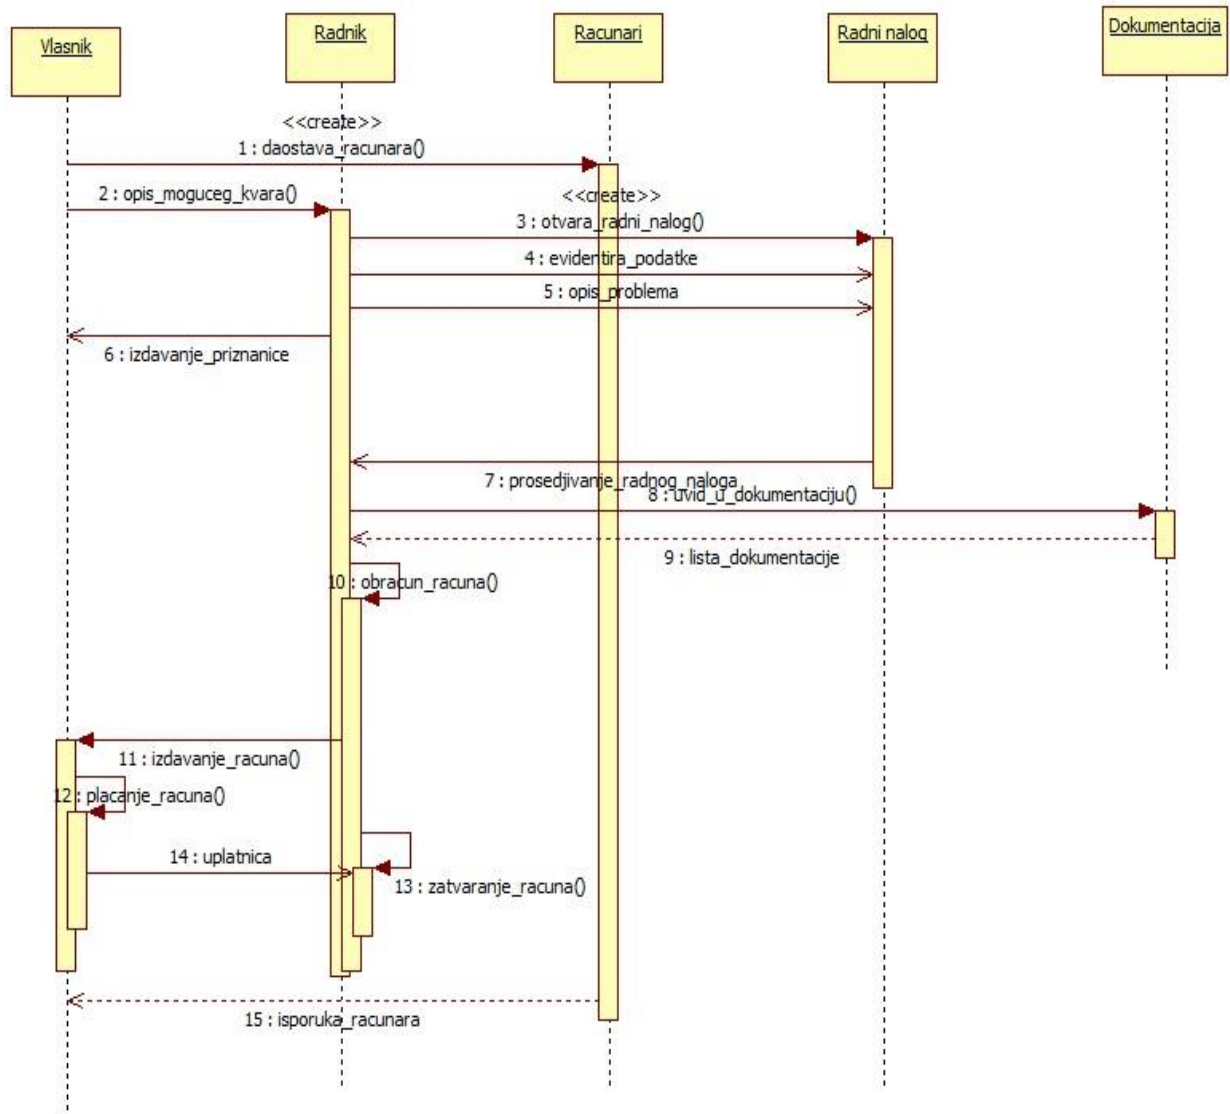 Vlasnik
Radnik
Racunari
Radni nalog
Dokumentacija
<<create>>
1 : daostava_racunara()
2 : opis_moguceg_kvara()
<<create>>
3 : otvara_radni_nalog()
4 : evidentira_podatke
5 : opis_problema
6 : izdavanje_priznanice
7 : prosedjivanje_radnog_naloga
8 : uvid_u_dokumentaciju()
9 : lista_dokumentacije
10 : obracun_racuna()
11 : izdavanje_racuna()
12 : placanje_racuna()
14 : uplatnica
13 : zatvaranje_racuna()
15 : isporuka_racunara